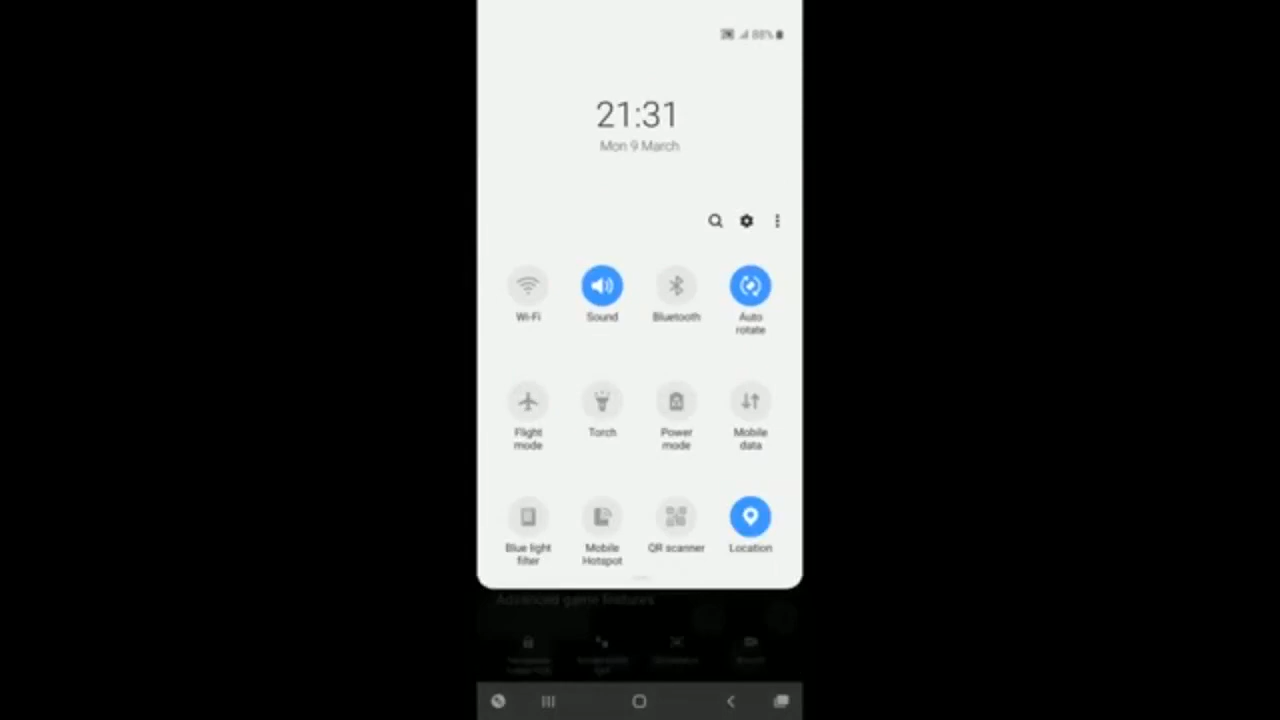 88%
21:31
Mon 9 March
Wi-Fi
Sound
Bluetooth
Auto
rotate
Flight
mode
Torch
Power
mode
Mobile
data
Blue light
filter
Mobile
Hotspot
QR scanner
Location
Advanced game features